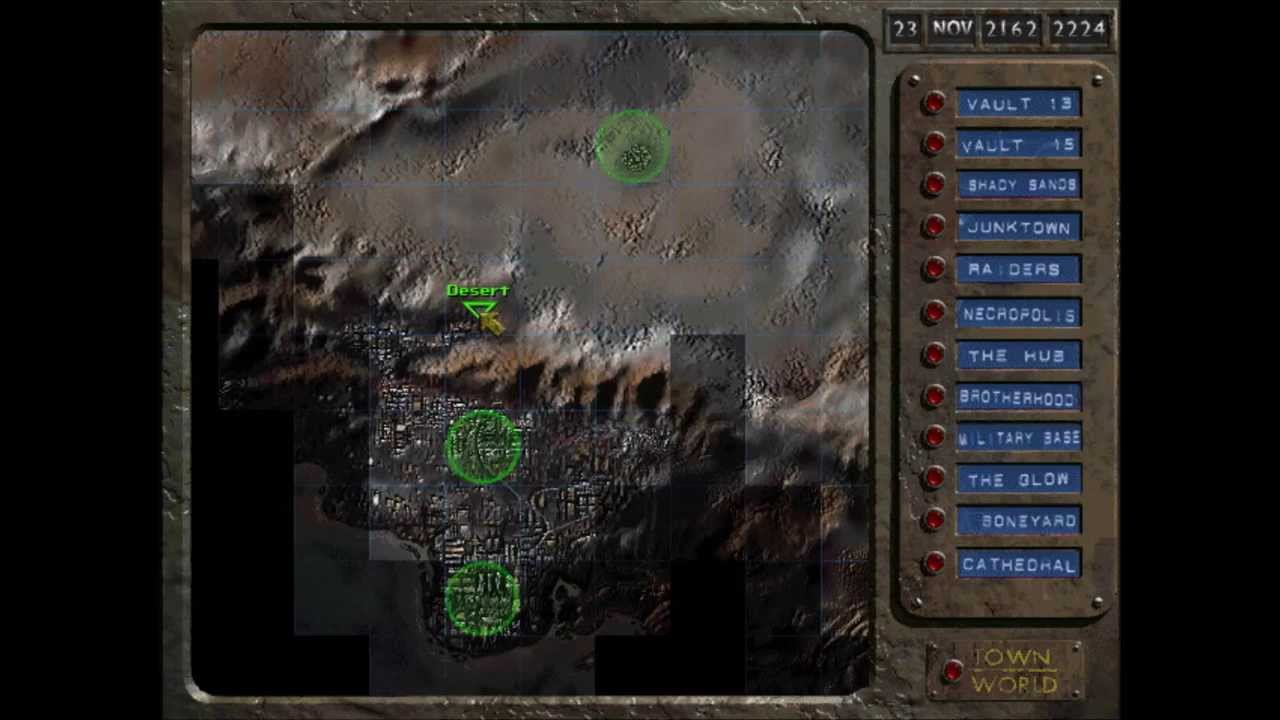 23 NOV 2162 2224
VAULT 13
VAULT 15
SHADY SANDS
JUNKTOWN
RAIDERS
NECROPOLIS
THE HUB
BROTHERHOOD
MILITARY BASE
THE GLOW
BONEYARD
CATHEDRAL
Desert
TOWN
WORLD